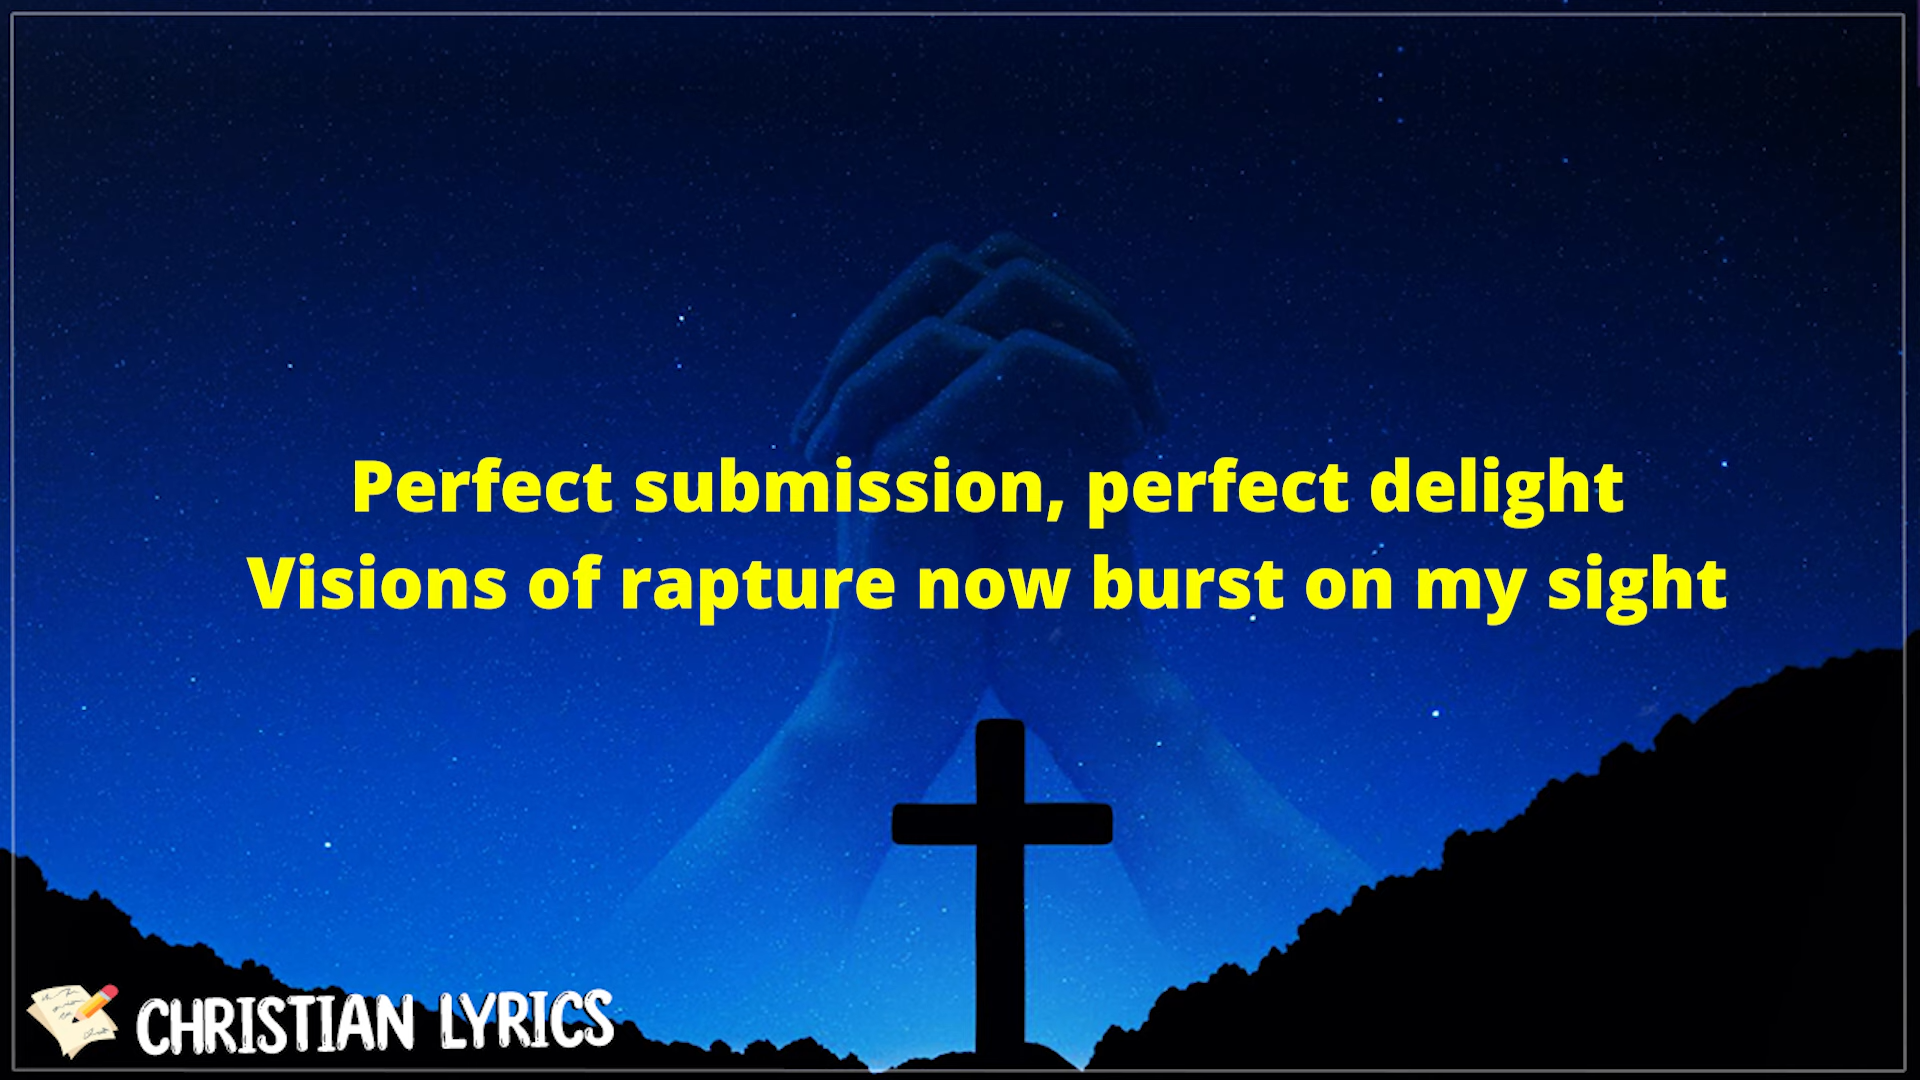 Perfect submission, perfect delight
Visions of rapture now burst on my sight
CHRISTIAN LYRICS